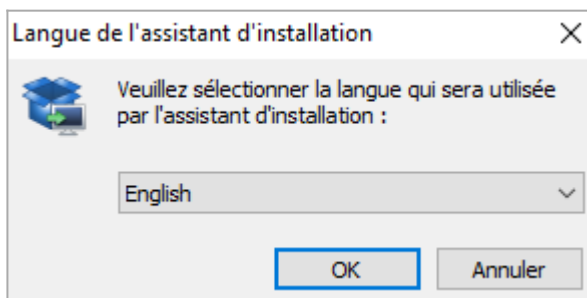 Langue de l'assistant d'installation
Veuillez sélectionner la langue qui sera utilisée
par l'assistant d'installation :
English
OK
Annuler